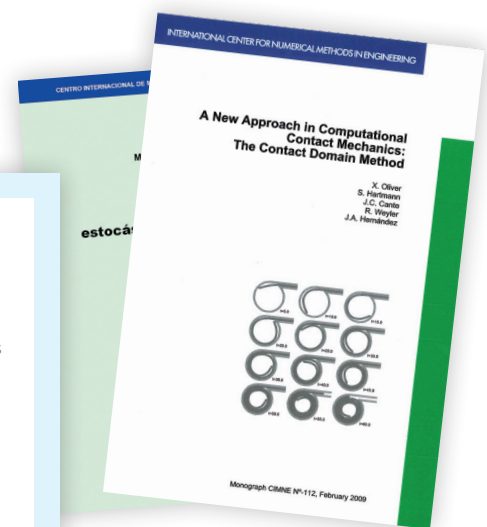 INTERNATIONAL CENTER FOR NUMERICAL METHODS IN ENGINEERING
A New Approach in Computational
Contact Mechanics:
The Contact Domain Method
X. Oliver
S. Hartmann
J.C. Cante
R. Weyler
J.A. Hernández
Monograph CIMNE Nº-112, February 2009
CENTRO INTERNACIONAL DE
M
estocás
s